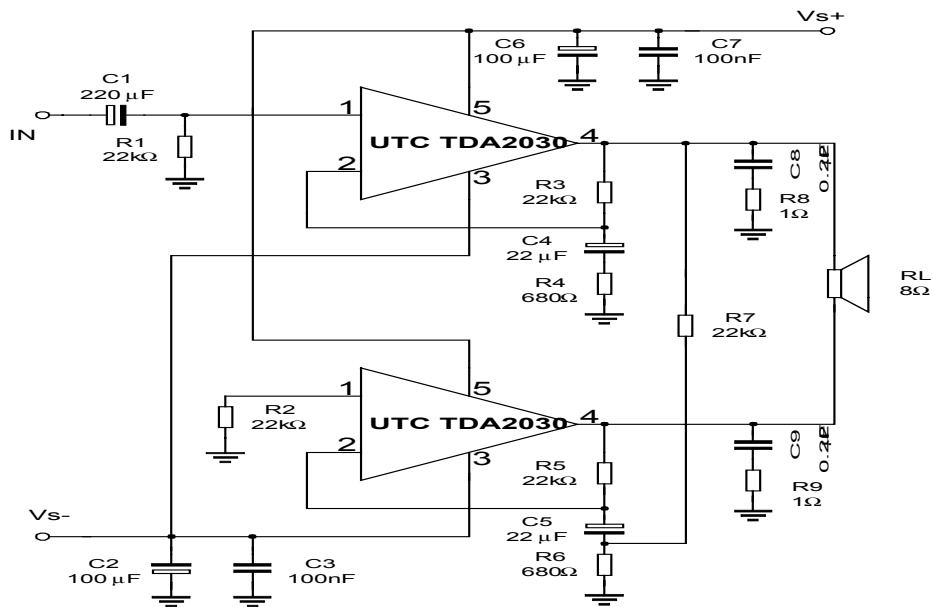 Vs+
C6
100 μF
C7
100nF
C1
220 μF
IN
R1
22kΩ
1
5
UTC TDA2030
4
2
3
R3
22kΩ
C4
22 μF
R4
680Ω
C8
R8
1Ω
RL
8Ω
R7
22kΩ
R2
22kΩ
1
5
UTC TDA2030
4
2
3
R5
22kΩ
C5
22 μF
R6
680Ω
C9
R9
1Ω
Vs-
C2
100 μF
C3
100nF